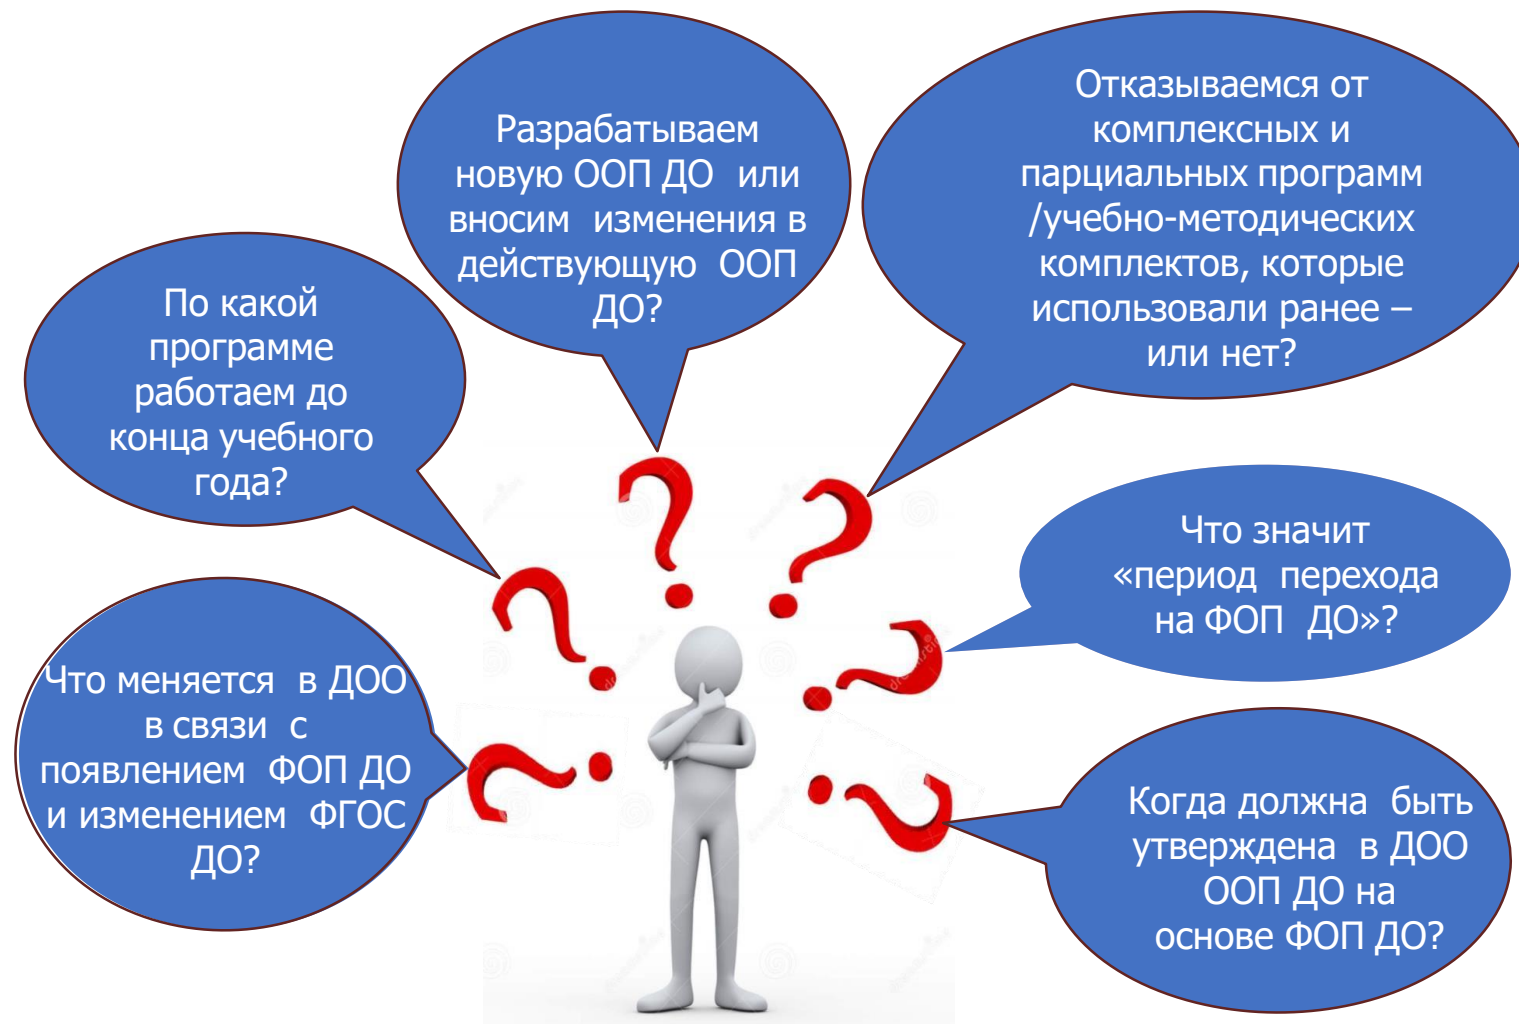 Разрабатываем
новую ООП ДО или
вносим изменения в
действующую ООП
ДО?
Отказываемся от
комплексных и
парциальных программ
/учебно-методических
комплектов, которые
использовали ранее –
или нет?
По какой
программе
работаем до
конца учебного
года?
Что значит
«период перехода
на ФОП ДО»?
Что меняется в ДОО
в связи с
появлением ФОП ДО
и изменением ФГОС
ДО?
Когда должна быть
утверждена в ДОО
ООП ДО на
основе ФОП ДО?